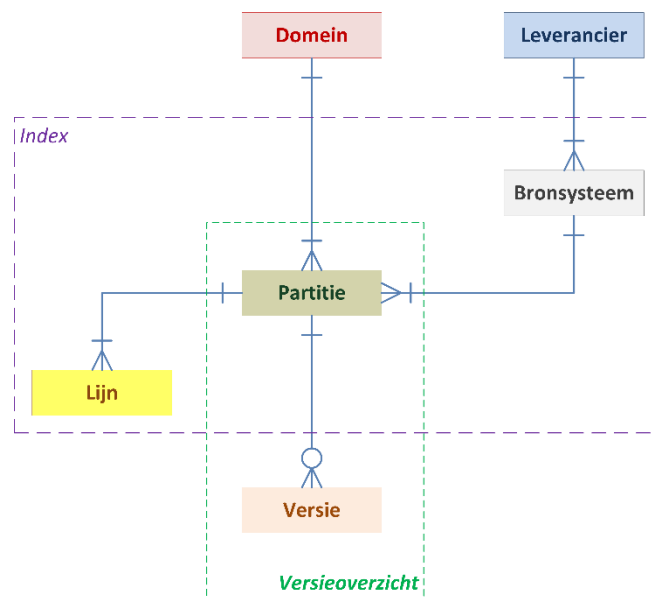 Domein
Leverancier
Index
Bronsysteem
Partitie
Lijn
Versie
Versieoverzicht